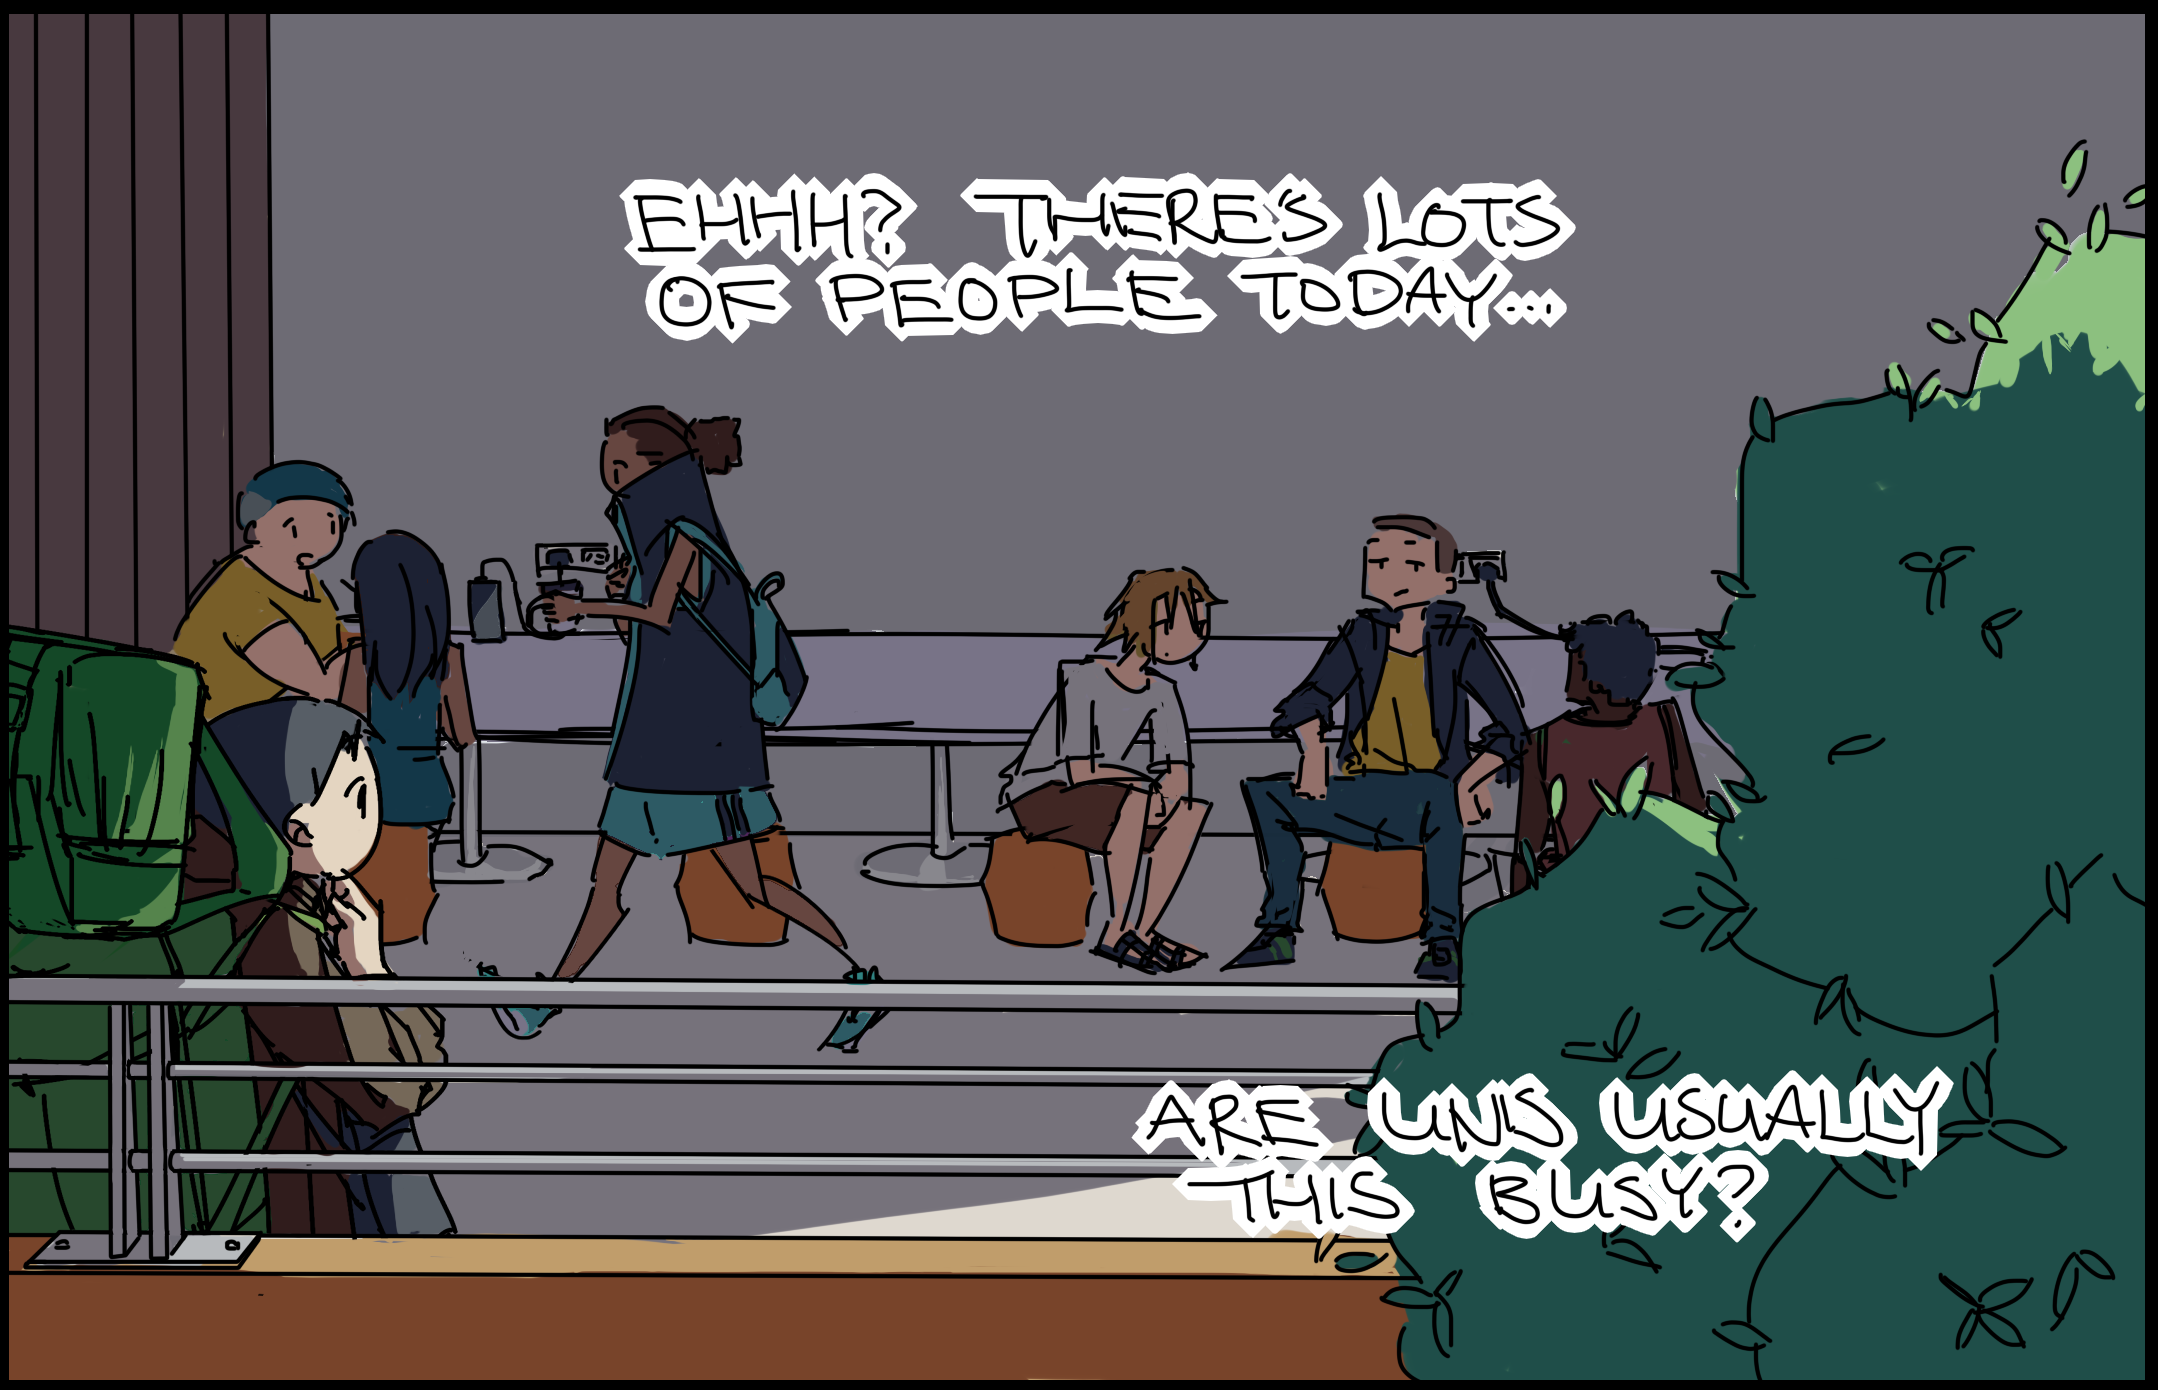 EHHH? THERE'S LOTS
OF PEOPLE TODAY...
ARE UNIS USUALLY
THIS BUSY?